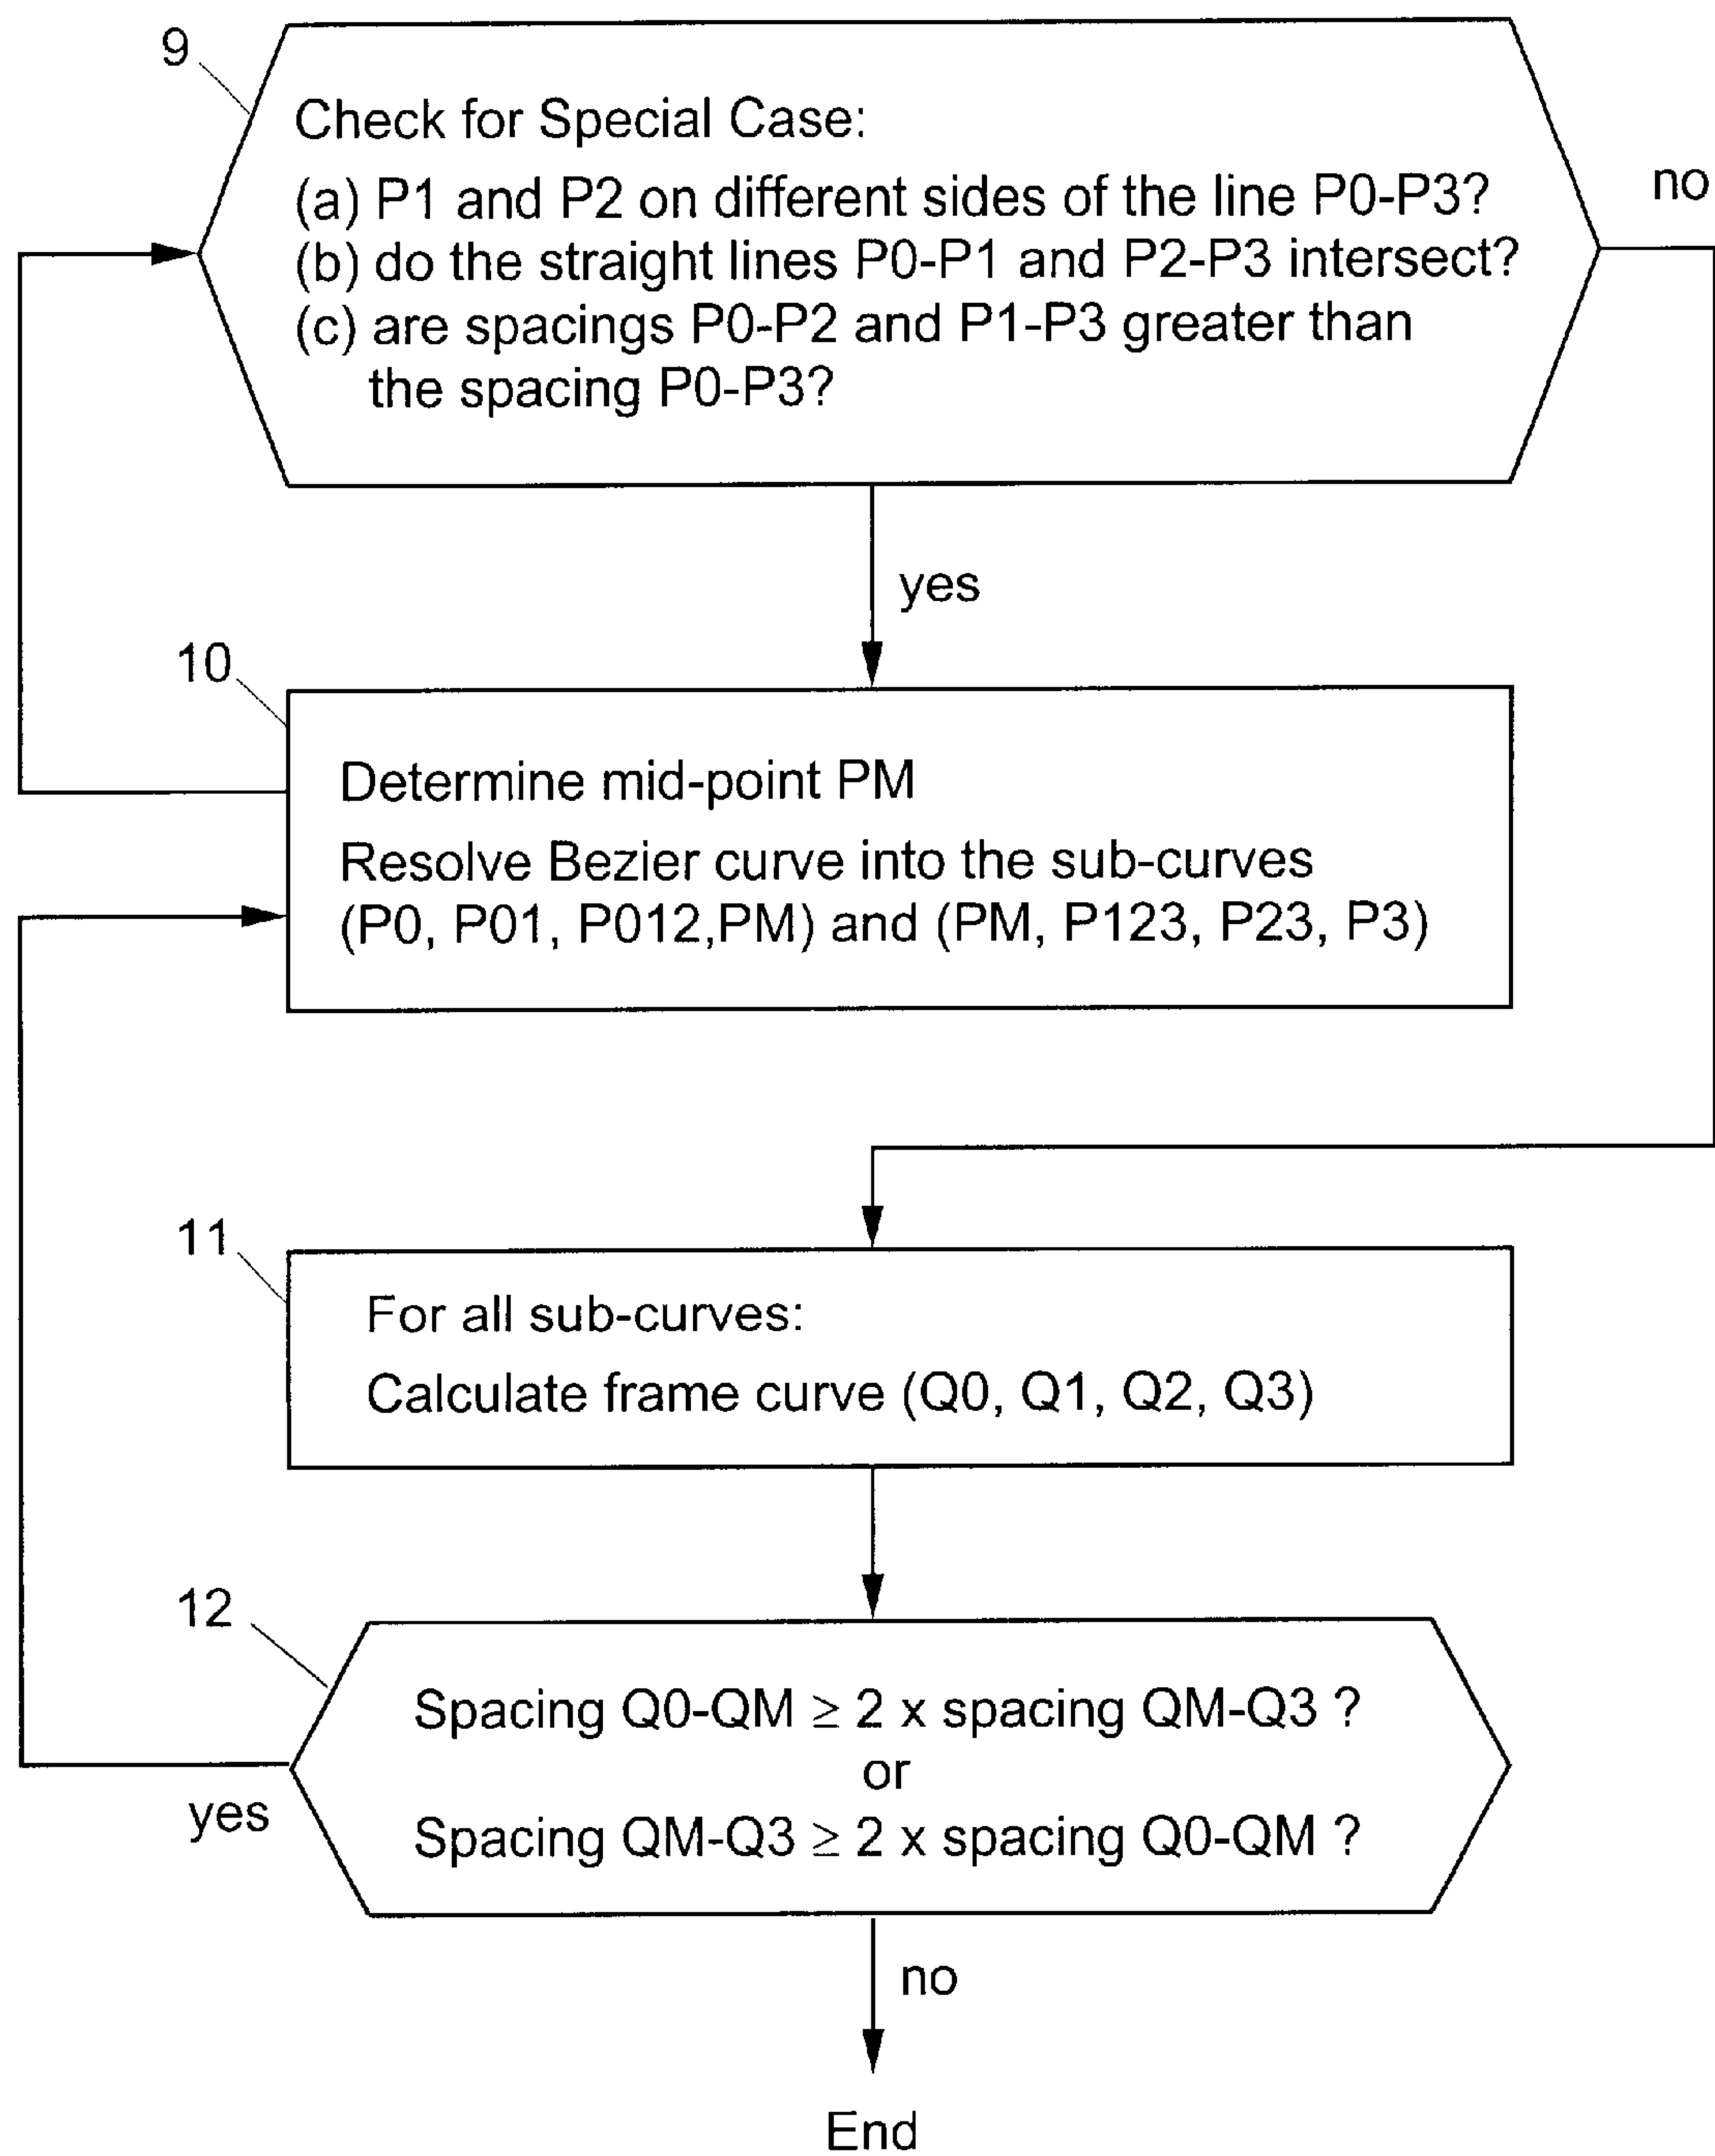 9
Check for Special Case:
(a) P1 and P2 on different sides of the line P0-P3?
(b) do the straight lines P0-P1 and P2-P3 intersect?
(c) are spacings P0-P2 and P1-P3 greater than
the spacing P0-P3?
no
yes
10
Determine mid-point PM
Resolve Bezier curve into the sub-curves
(P0, P01, P012,PM) and (PM, P123, P23, P3)
11
For all sub-curves:
Calculate frame curve (Q0, Q1, Q2, Q3)
12
Spacing Q0-QM ≥ 2 x spacing QM-Q3 ?
or
Spacing QM-Q3 ≥ 2 x spacing Q0-QM ?
yes
no
End